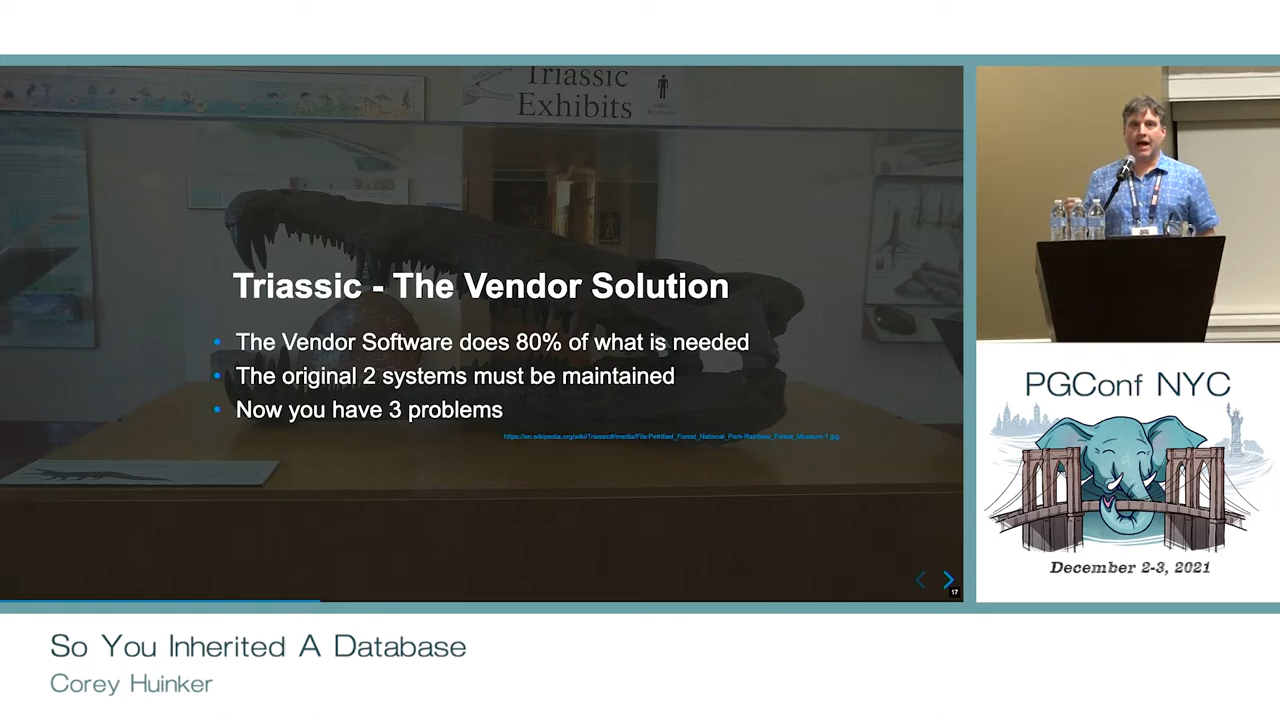 Triassic
Exhibits
Triassic - The Vendor Solution
The Vendor Software does 80% of what is needed
The original 2 systems must be maintained
Now you have 3 problems
https://en.wikipedia.org/wiki/Triassic#/media/File:Petrified_Forest_National_Park-Rainbow_Forest_Museum-1.jpg
17
PGConf NYC
December 2-3, 2021
So You Inherited A Database
Corey Huinker